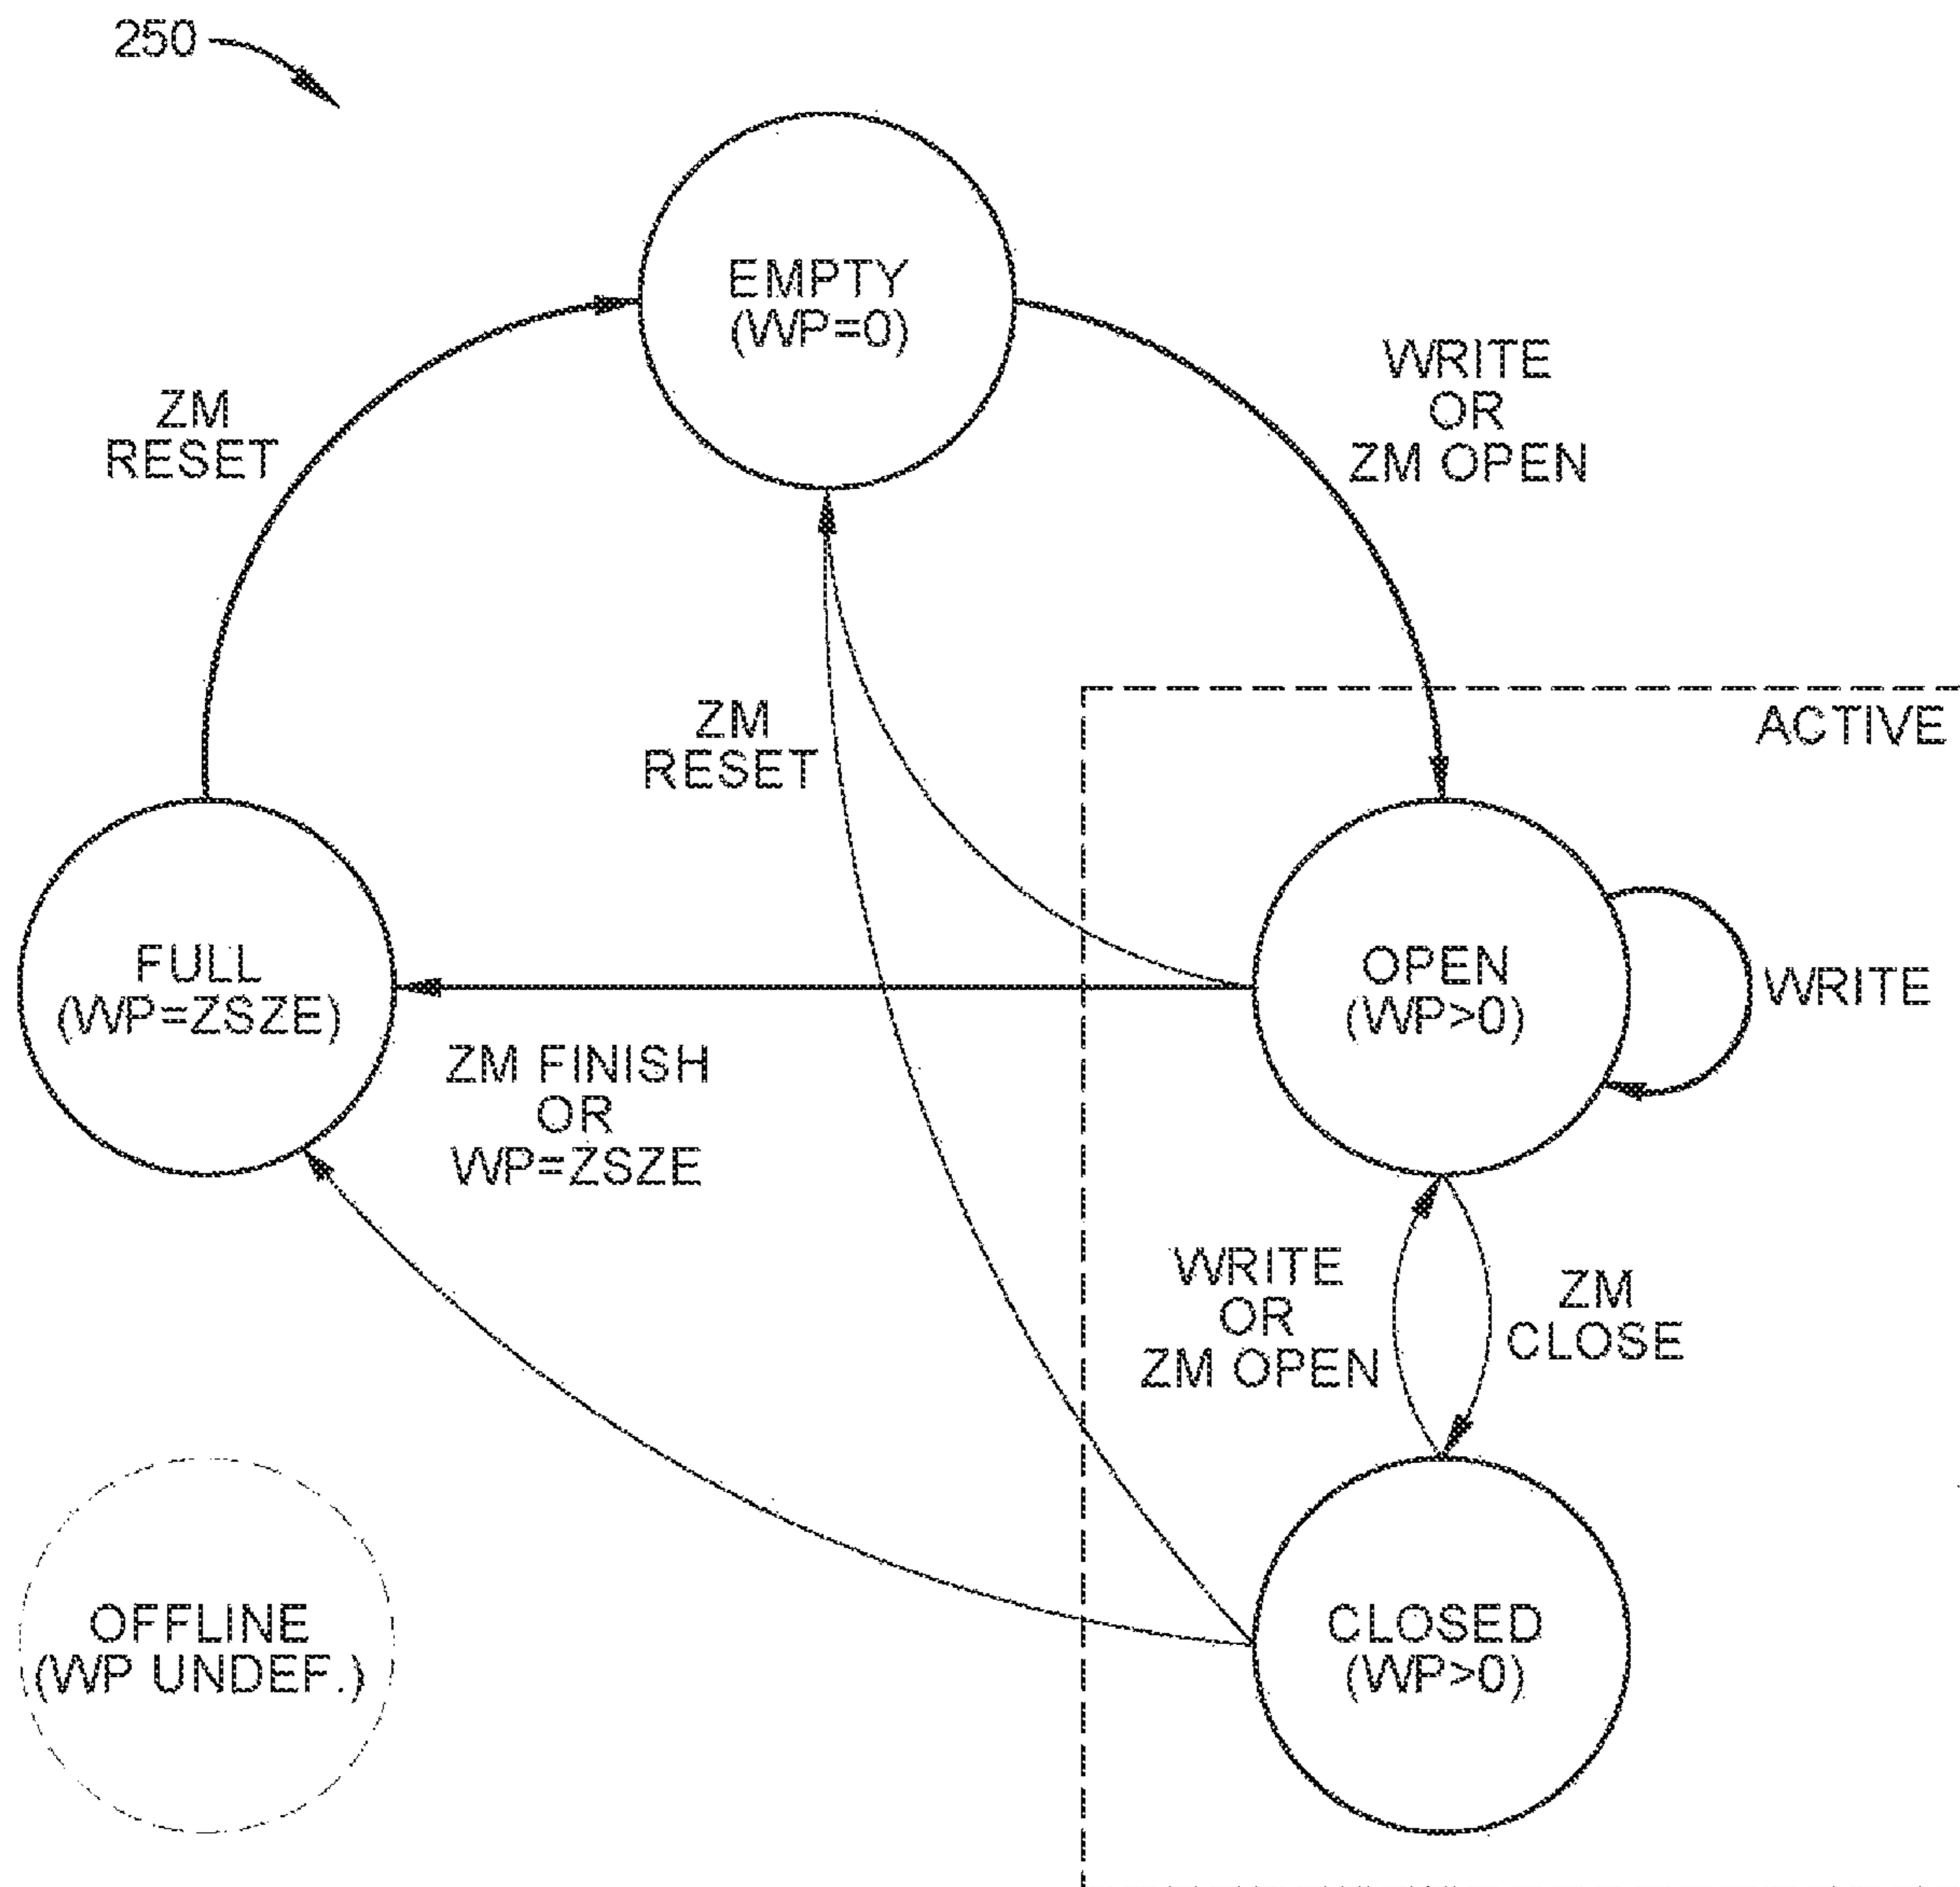 250
EMPTY
(WP=0)
WRITE
OR
ZM OPEN
ZM
RESET
ZM
RESET
ACTIVE
FULL
(WP=ZSZE)
OPEN
(WP>0)
WRITE
ZM FINISH
OR
WP=ZSZE
WRITE
OR
ZM OPEN
ZM
CLOSE
OFFLINE
(WP UNDEF.)
CLOSED
(WP>0)